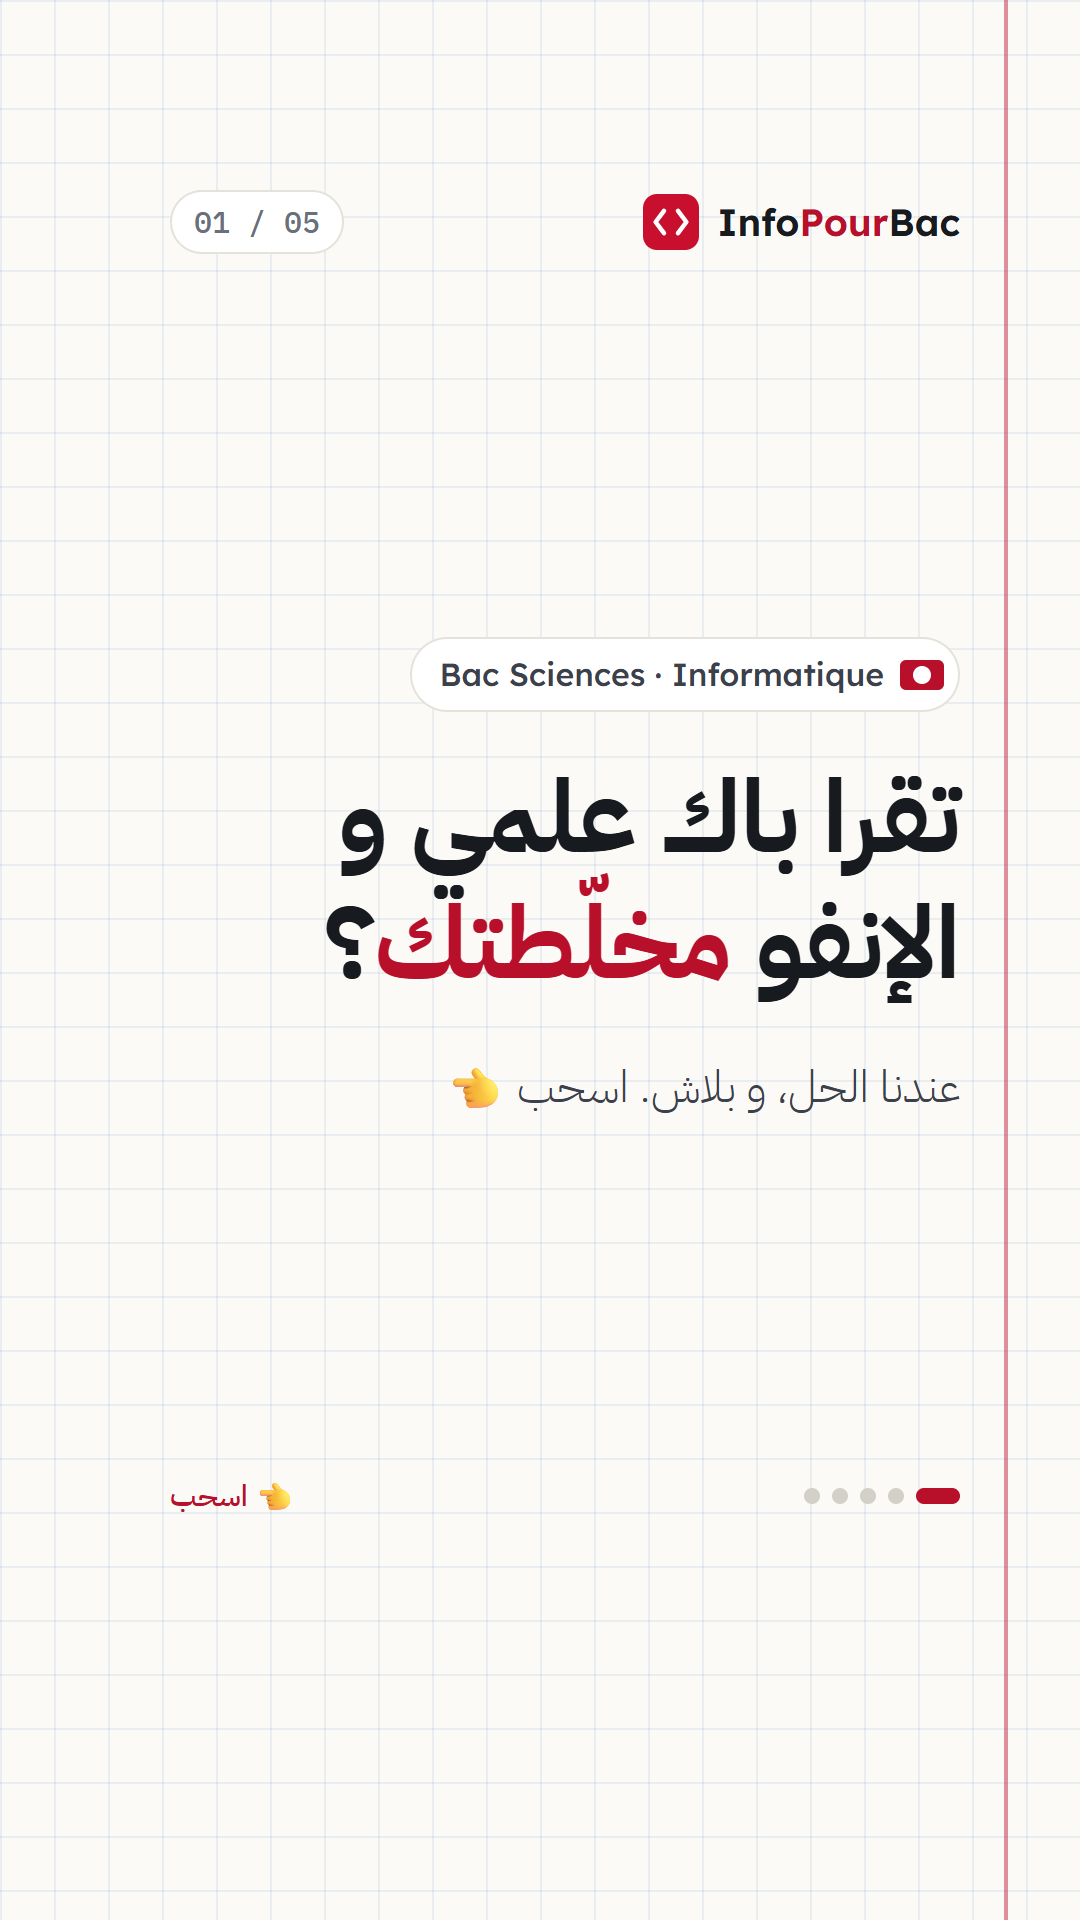 InfoPourBac
01 / 05
Bac Sciences · Informatique
تقرا باك علمي و
الإنفو مخلّطتك؟
عندنا الحل، و بلاش. اسحب 👈
اسحب 👈